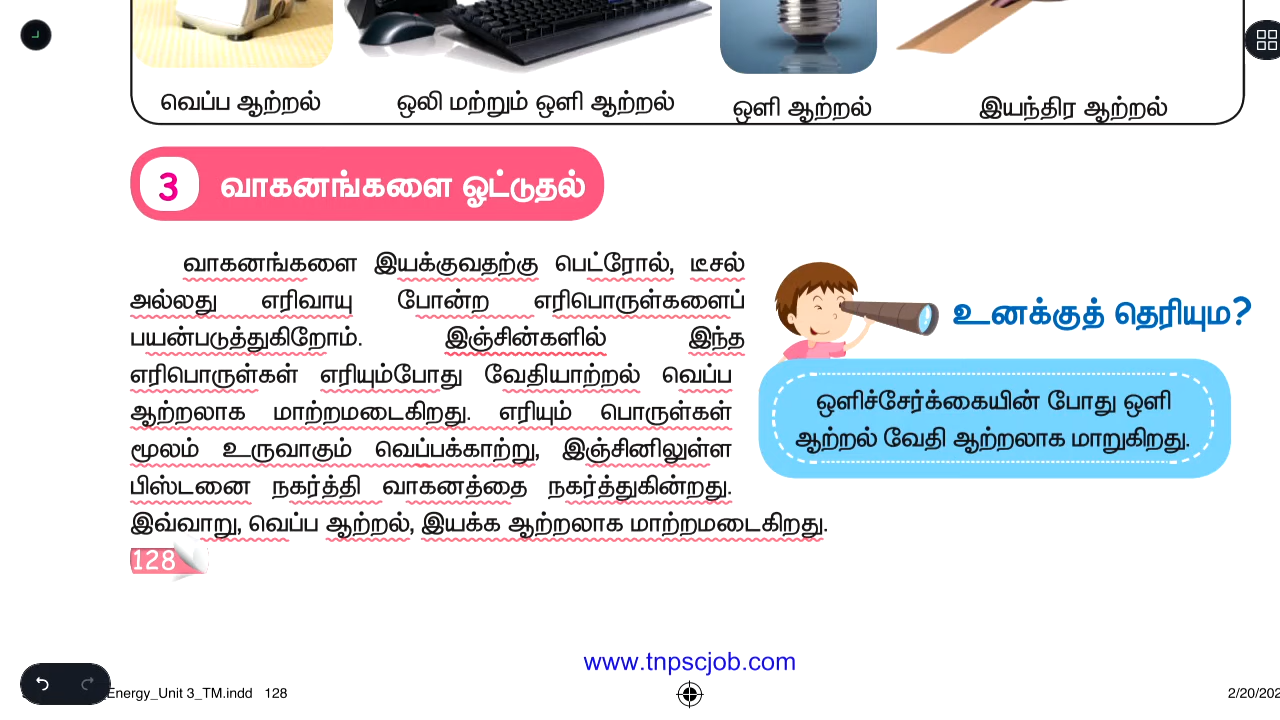 வெப்ப ஆற்றல் ஒலி மற்றும் ஒளி ஆற்றல் ஒளி ஆற்றல் இயந்திர ஆற்றல்
3 வாகனங்களை ஓட்டுதல்
வாகனங்களை இயக்குவதற்கு பெட்ரோல், டீசல்
அல்லது எரிவாயு போன்ற எரிபொருள்களைப்
பயன்படுத்துகிறோம். இஞ்சின்களில் இந்த
எரிபொருள்கள் எரியும்போது வேதியாற்றல் வெப்ப
ஆற்றலாக மாற்றமடைகிறது. எரியும் பொருள்கள்
மூலம் உருவாகும் வெப்பக்காற்று, இஞ்சினிலுள்ள
பிஸ்டனை நகர்த்தி வாகனத்தை நகர்த்துகின்றது.
இவ்வாறு, வெப்ப ஆற்றல், இயக்க ஆற்றலாக மாற்றமடைகிறது.
உனக்குத் தெரியும?
ஒளிச்சேர்க்கையின் போது ஒளி
ஆற்றல் வேதி ஆற்றலாக மாறுகிறது.
128
www.tnpscjob.com
Energy_Unit 3_TM.indd 128
2/20/202